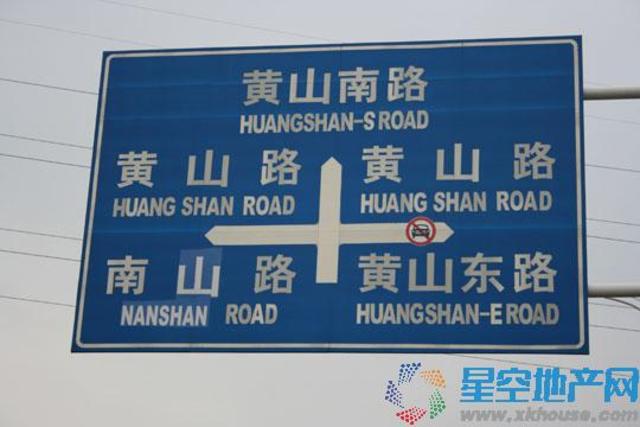 黄山南路
HUANGSHAN-S ROAD
黄山路 黄山路
HUANG SHAN ROAD HUANG SHAN ROAD
南山路 黄山东路
NANSHAN ROAD HUANGSHAN-E ROAD
星空地产网
www.xkhouse.com